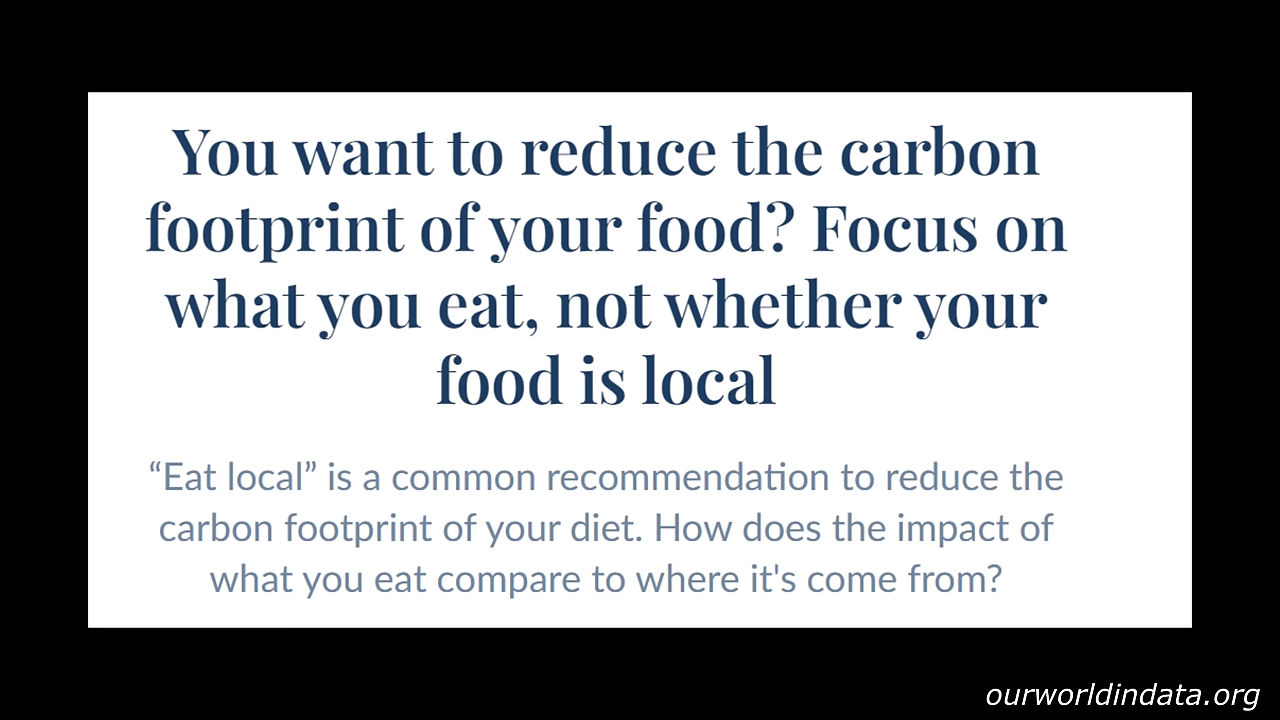 You want to reduce the carbon
footprint of your food? Focus on
what you eat, not whether your
food is local
“Eat local” is a common recommendation to reduce the
carbon footprint of your diet. How does the impact of
what you eat compare to where it's come from?
ourworldindata.org